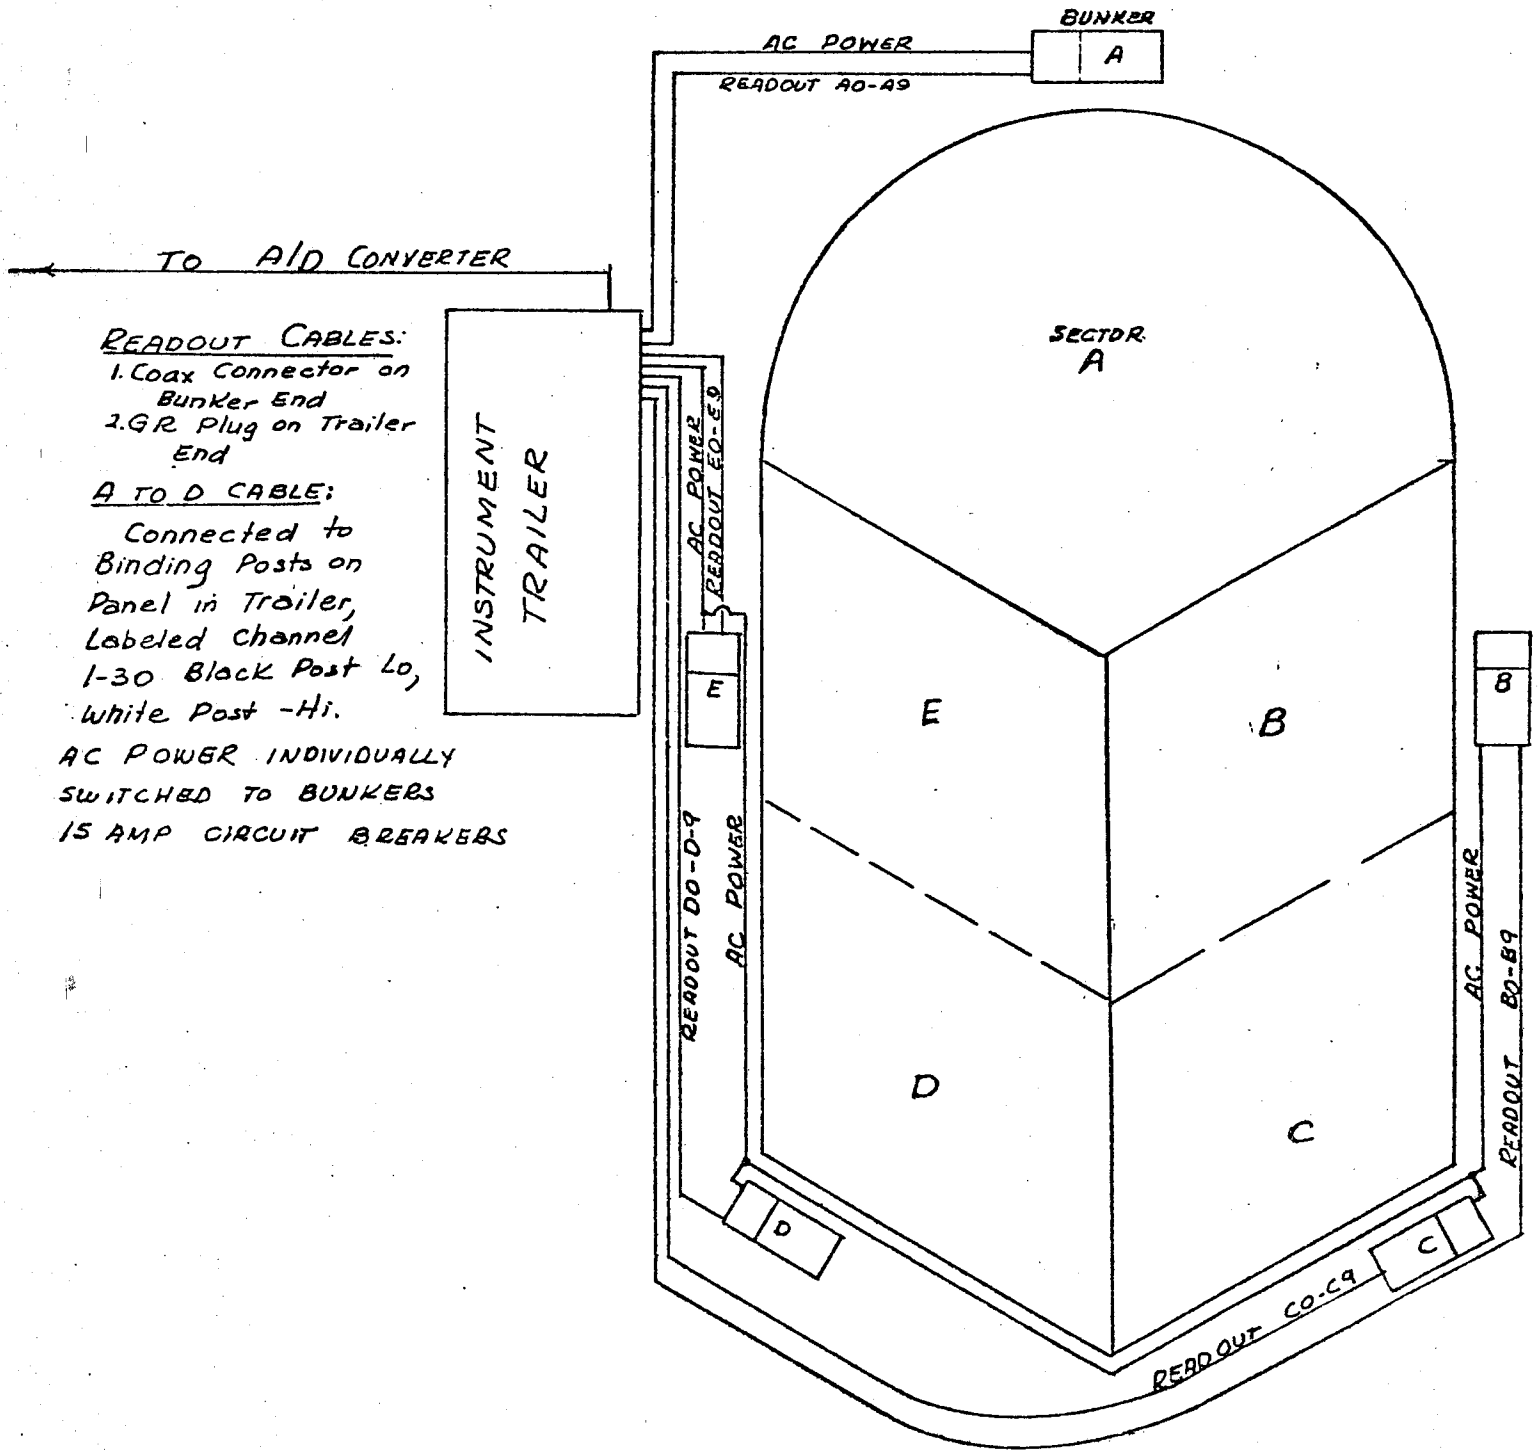 BUNKER
AC POWER
A
READOUT A0-A9
TO A/D CONVERTER
READOUT CABLES:
1. Coax Connector on
Bunker End
2. GR Plug on Trailer
End
A TO D CABLE:
Connected to
Binding Posts on
Panel in Trailer,
Labeled Channel
1-30 Black Post Lo,
White Post -Hi.
AC POWER INDIVIDUALLY
SWITCHED TO BUNKERS
15 AMP CIRCUIT BREAKERS
INSTRUMENT
TRAILER
AC POWER
READOUT E0-E9
SECTOR
A
E
E
B
B
READOUT D0-D-9
AC POWER
AC POWER
READOUT B0-B9
D
C
D
C
READOUT C0-C9